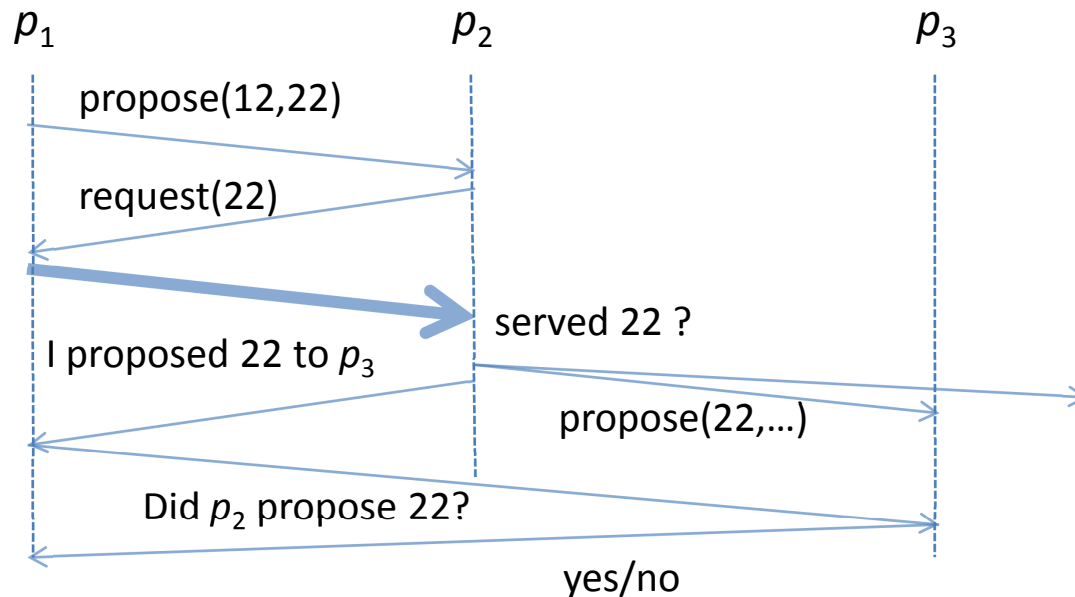 p1 p2 p3
propose(12,22)
request(22)
served 22 ?
I proposed 22 to p3
propose(22,…)
Did p2 propose 22?
yes/no